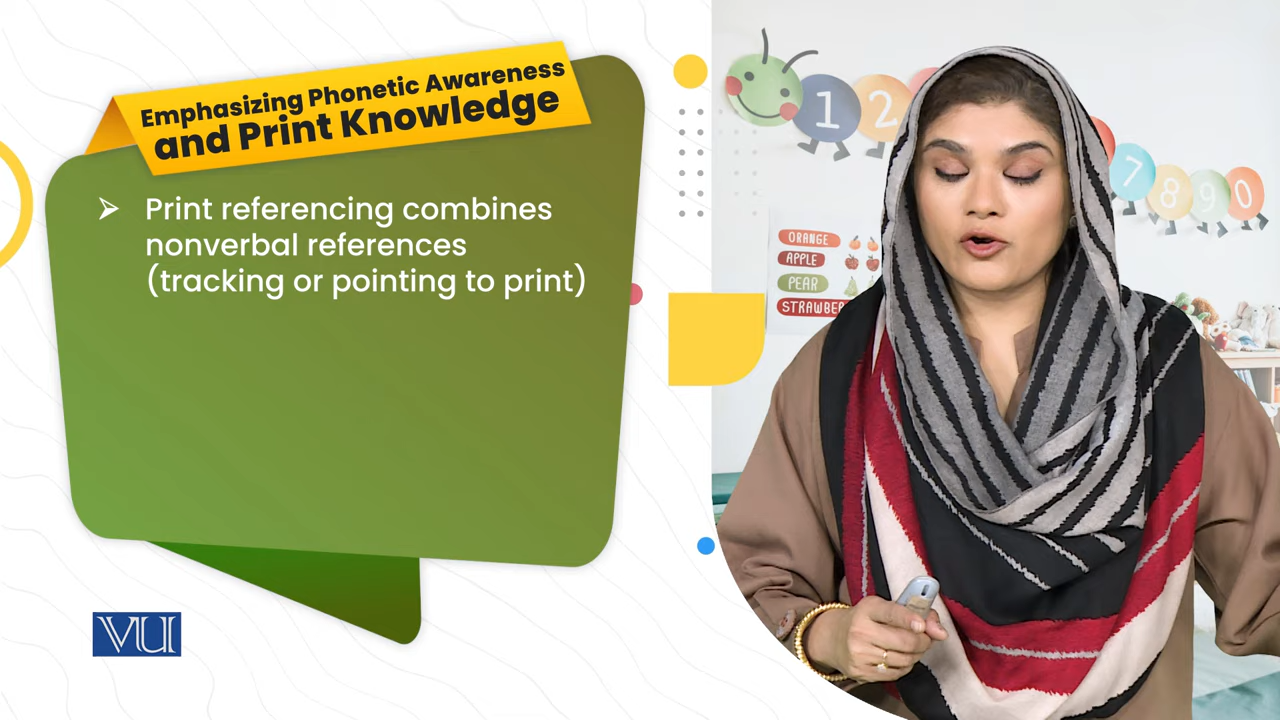 Emphasizing Phonetic Awareness
and Print Knowledge
➢ Print referencing combines
nonverbal references
(tracking or pointing to print)
VU
1 2
7 8 9 0
ORANGE
APPLE
PEAR